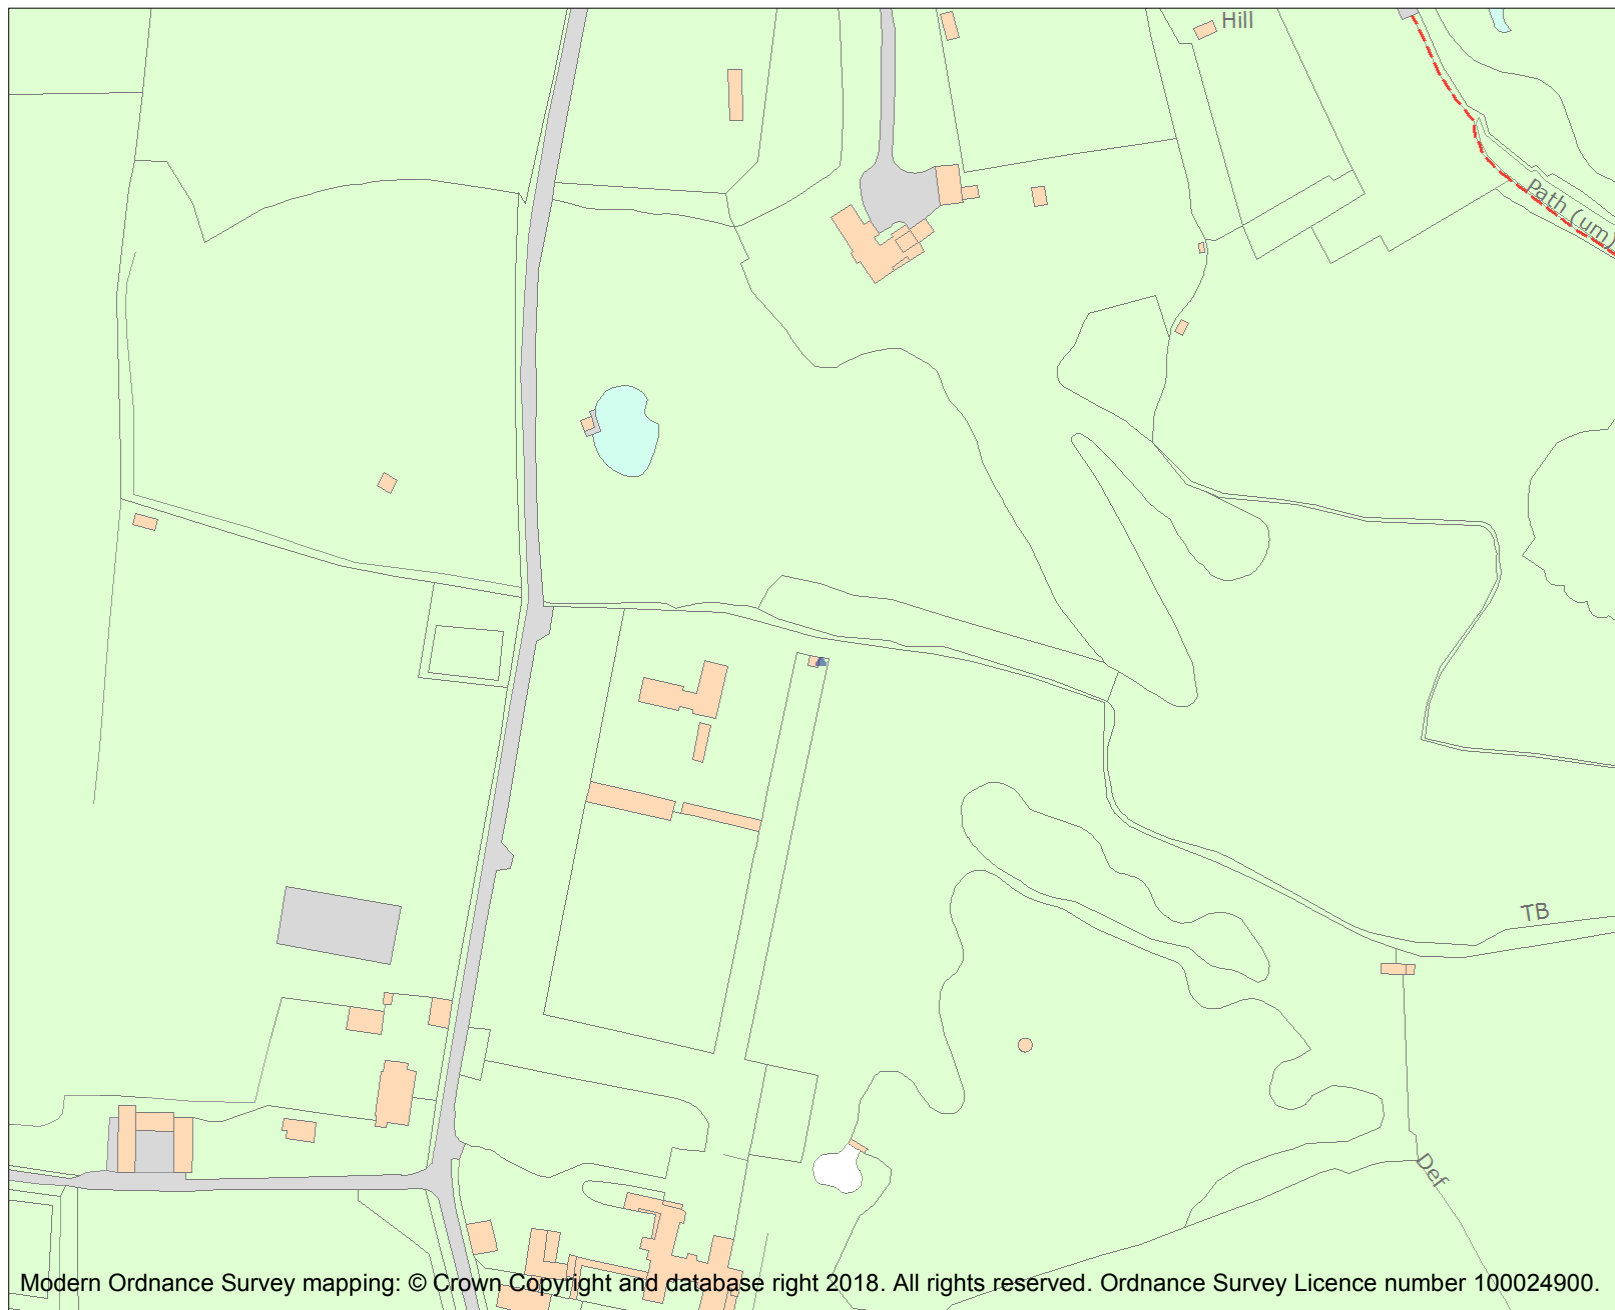 Hill
Path (um)
TB
Def
Modern Ordnance Survey mapping: © Crown Copyright and database right 2018. All rights reserved. Ordnance Survey Licence number 100024900.